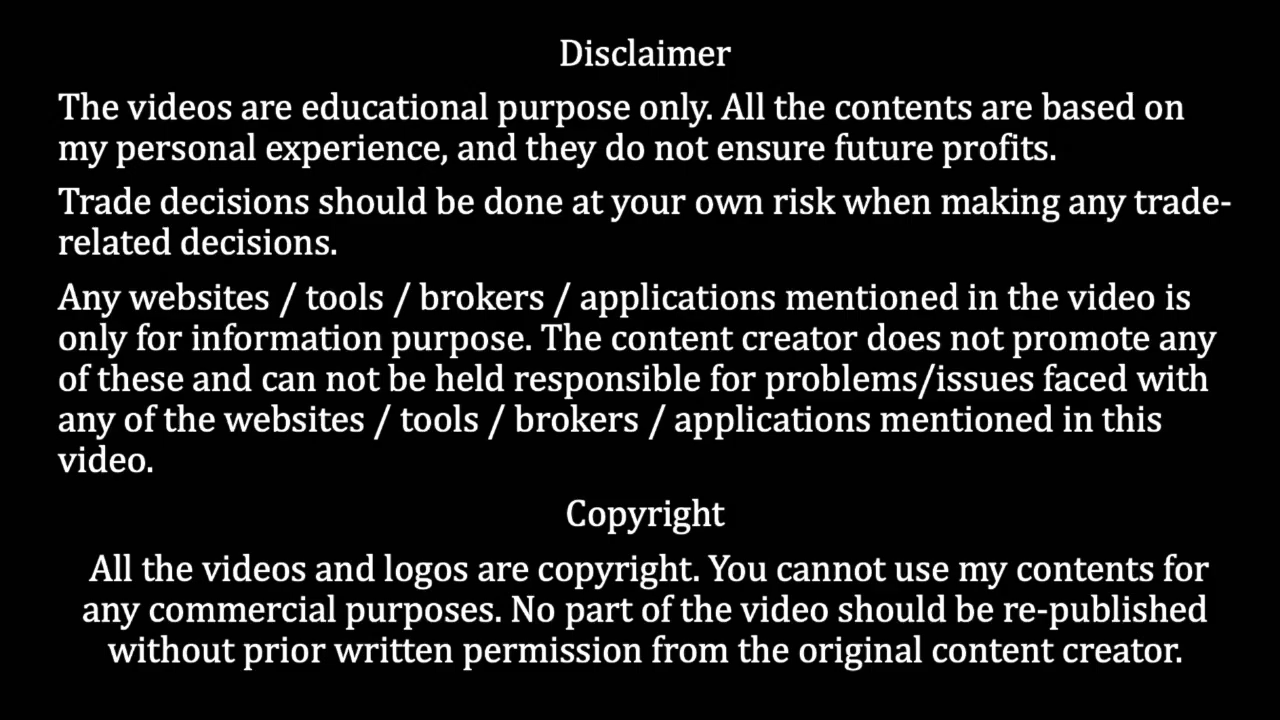 Disclaimer
The videos are educational purpose only. All the contents are based on
my personal experience, and they do not ensure future profits.
Trade decisions should be done at your own risk when making any trade-
related decisions.
Any websites / tools / brokers / applications mentioned in the video is
only for information purpose. The content creator does not promote any
of these and can not be held responsible for problems/issues faced with
any of the websites / tools / brokers / applications mentioned in this
video.
Copyright
All the videos and logos are copyright. You cannot use my contents for
any commercial purposes. No part of the video should be re-published
without prior written permission from the original content creator.